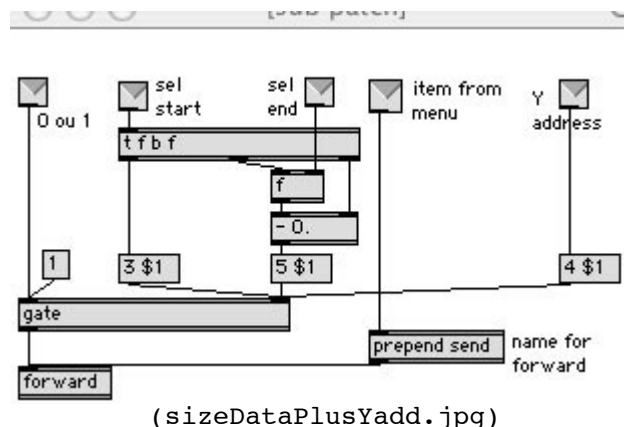 [sub patch]
sel
start
sel
end
item from
menu
Y
address
0 ou 1
t f b f
f
- 0.
1
3 $1
5 $1
4 $1
gate
prepend send
name for
forward
forward
(sizeDataPlusYadd.jpg)